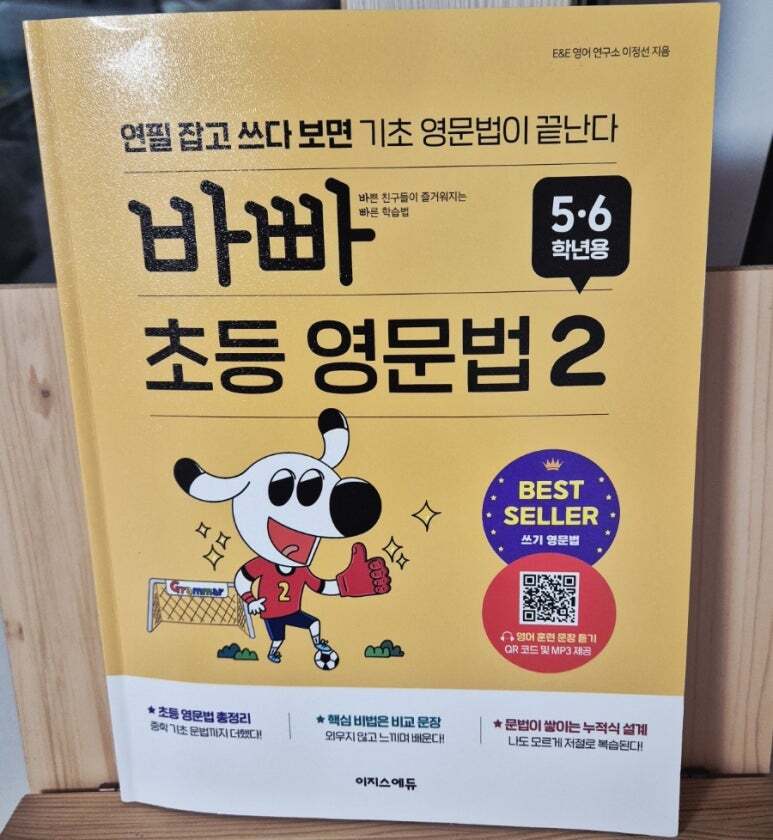 E&E 영어 연구소 이정선 지음
연필 잡고 쓰다 보면 기초 영문법이 끝난다
바빠
바쁜 친구들이 즐거워지는
빠른 학습법
5·6
학년용
초등 영문법 2
BEST
SELLER
쓰기 영문법
Grammar
2
영어 훈련 문장 듣기
QR 코드 및 MP3 제공
★ 초등 영문법 총정리
중학 기초 문법까지 더했다!
★ 핵심 비법은 비교 문장
외우지 않고 느끼며 배운다!
★ 문법이 쌓이는 누적식 설계
나도 모르게 저절로 복습된다!
이지스에듀